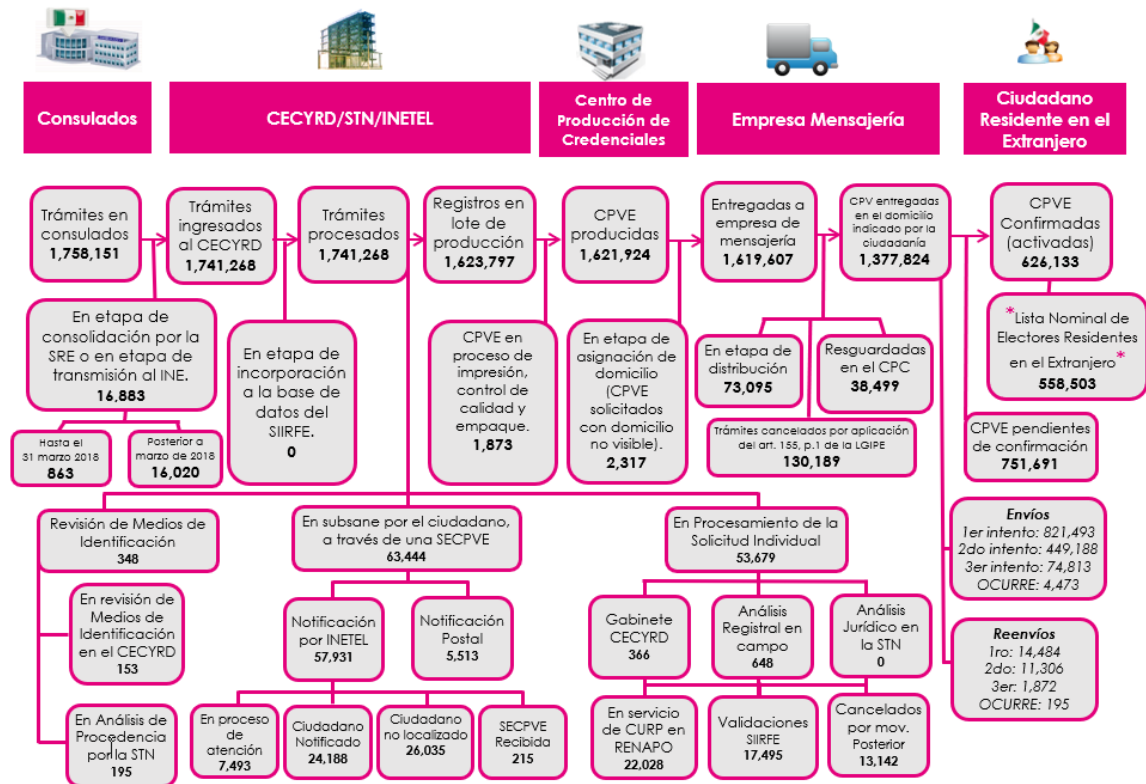 Consulados
CECYRD/STN/INETEL
Centro de
Producción de
Credenciales
Empresa Mensajería
Ciudadano
Residente en el
Extranjero
Trámites en
consulados
1,758,151
Trámites
ingresados
al CECYRD
1,741,268
Trámites
procesados
1,741,268
Registros en
lote de
producción
1,623,797
CPVE
producidas
1,621,924
Entregadas a
empresa de
mensajería
1,619,607
CPV entregadas
en el domicilio
indicado por la
ciudadanía
1,377,824
CPVE
Confirmadas
(activadas)
626,133
En etapa de
consolidación por la
SRE o en etapa de
transmisión al INE.
16,883
Hasta el
31 marzo 2018
863
Posterior a
marzo de 2018
16,020
En etapa de
incorporación
a la base de
datos del
SIIRFE.
0
CPVE en
proceso de
impresión,
control de
calidad y
empaque.
1,873
En etapa de
asignación de
domicilio
(CPVE
solicitados
con domicilio
no visible).
2,317
En etapa de
distribución
73,095
Resguardadas
en el CPC
38,499
Trámites cancelados por aplicación
del art. 155, p.1 de la LGIPE
130,189
*Lista Nominal de
Electores Residentes
en el Extranjero*
558,503
CPVE pendientes
de confirmación
751,691
Revisión de Medios de
Identificación
348
En revisión de
Medios de
Identificación
en el CECYRD
153
En Análisis de
Procedencia
por la STN
195
En subsane por el ciudadano,
a través de una SECPVE
63,444
Notificación
por INETEL
57,931
Notificación
Postal
5,513
En proceso
de
atención
7,493
Ciudadano
Notificado
24,188
Ciudadano
no localizado
26,035
SECPVE
Recibida
215
En Procesamiento de la
Solicitud Individual
53,679
Gabinete
CECYRD
366
Análisis
Registral en
campo
648
Análisis
Jurídico en
la STN
0
En servicio
de CURP en
RENAPO
22,028
Validaciones
SIIRFE
17,495
Cancelados
por mov.
Posterior
13,142
Envíos
1er intento: 821,493
2do intento: 449,188
3er intento: 74,813
OCURRE: 4,473
Reenvíos
1ro: 14,484
2do: 11,306
3er: 1,872
OCURRE: 195